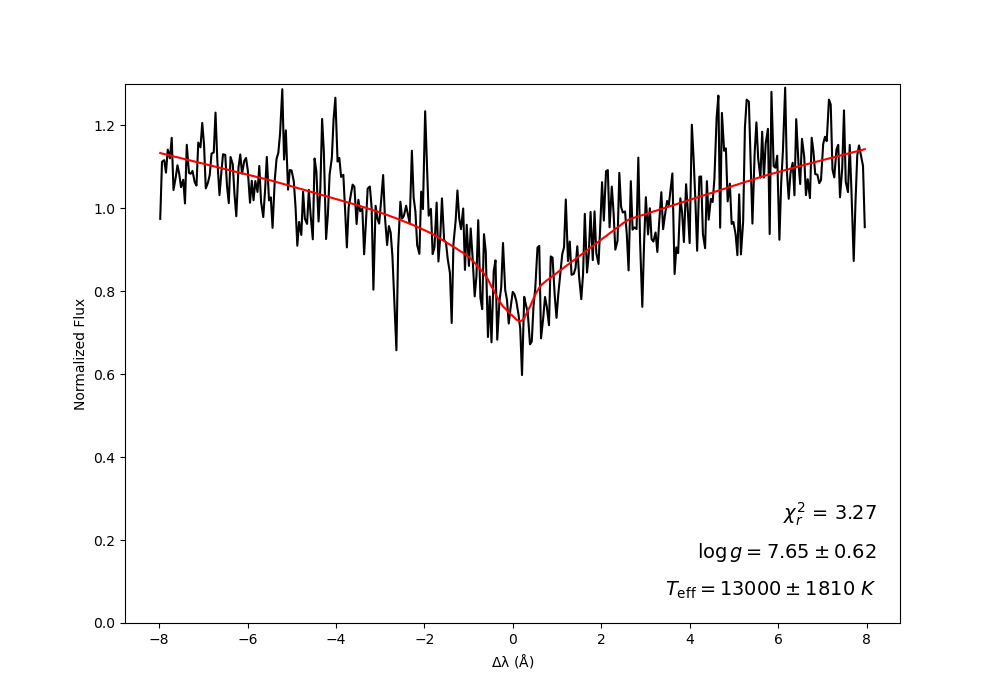 Normalized Flux
1.2
1.0
0.8
0.6
0.4
0.2
0.0
χ²ᵣ = 3.27
log g = 7.65 ± 0.62
T_eff = 13000 ± 1810 K
−8 −6 −4 −2 0 2 4 6 8
Δλ (Å)